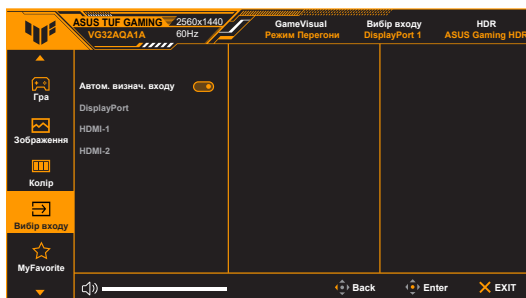 ASUS TUF GAMING 2560x1440 GameVisual Вибір входу HDR
VG32AQA1A 60Hz Режим Перегони DisplayPort 1 ASUS Gaming HDR
Гра
Автом. визнач. входу
DisplayPort
HDMI-1
Зображення
HDMI-2
Колір
Вибір входу
MyFavorite
Back Enter EXIT